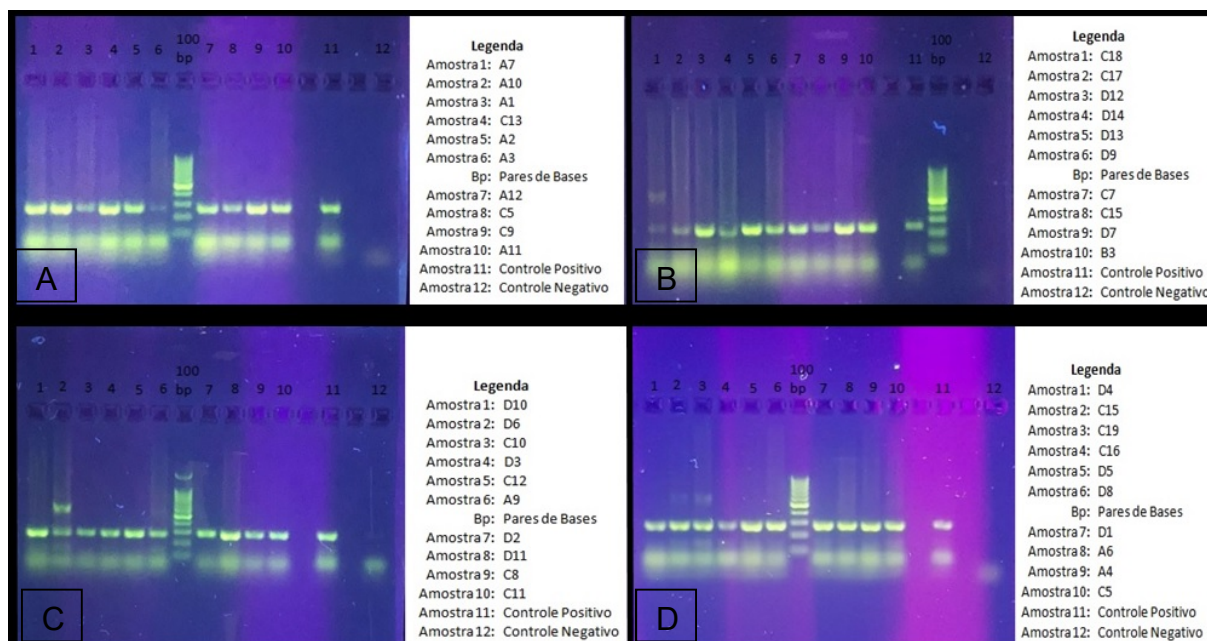 1 2 3 4 5 6 100 bp 7 8 9 10 11 12
A
Legenda
Amostra 1: A7
Amostra 2: A10
Amostra 3: A1
Amostra 4: C13
Amostra 5: A2
Amostra 6: A3
Bp: Pares de Bases
Amostra 7: A12
Amostra 8: C5
Amostra 9: C9
Amostra 10: A11
Amostra 11: Controle Positivo
Amostra 12: Controle Negativo
1 2 3 4 5 6 7 8 9 10 11 100 bp 12
B
Legenda
Amostra 1: C18
Amostra 2: C17
Amostra 3: D12
Amostra 4: D14
Amostra 5: D13
Amostra 6: D9
Bp: Pares de Bases
Amostra 7: C7
Amostra 8: C15
Amostra 9: D7
Amostra 10: B3
Amostra 11: Controle Positivo
Amostra 12: Controle Negativo
1 2 3 4 5 6 100 bp 7 8 9 10 11 12
C
Legenda
Amostra 1: D10
Amostra 2: D6
Amostra 3: C10
Amostra 4: D3
Amostra 5: C12
Amostra 6: A9
Bp: Pares de Bases
Amostra 7: D2
Amostra 8: D11
Amostra 9: C8
Amostra 10: C11
Amostra 11: Controle Positivo
Amostra 12: Controle Negativo
1 2 3 4 5 6 100 bp 7 8 9 10 11 12
D
Legenda
Amostra 1: D4
Amostra 2: C15
Amostra 3: C19
Amostra 4: C16
Amostra 5: D5
Amostra 6: D8
Bp: Pares de Bases
Amostra 7: D1
Amostra 8: A6
Amostra 9: A4
Amostra 10: C5
Amostra 11: Controle Positivo
Amostra 12: Controle Negativo